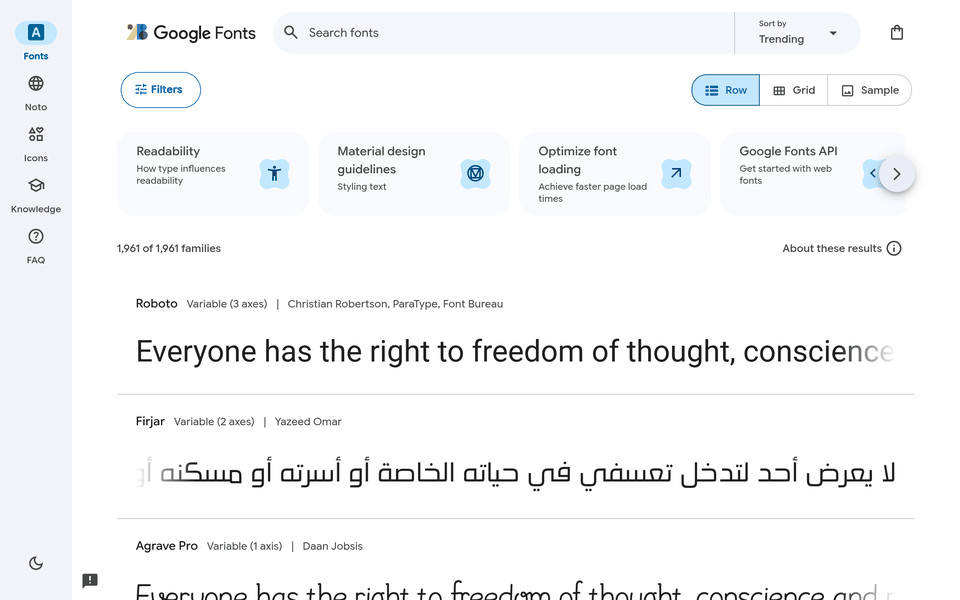 A
Fonts
Noto
Icons
Knowledge
FAQ
Google Fonts
Search fonts
Sort by
Trending
Filters
Row
Grid
Sample
Readability
How type influences
readability
Material design
guidelines
Styling text
Optimize font
loading
Achieve faster page load
times
Google Fonts API
Get started with web
fonts
1,961 of 1,961 families
About these results
Roboto Variable (3 axes) | Christian Robertson, ParaType, Font Bureau
Everyone has the right to freedom of thought, conscience
Firjar Variable (2 axes) | Yazeed Omar
لا يعرض أحد لتدخل تعسفي في حياته الخاصة أو أسرته أو مسكنه أو
Agrave Pro Variable (1 axis) | Daan Jobsis
Everyone has the right to freedom of thought, conscience and